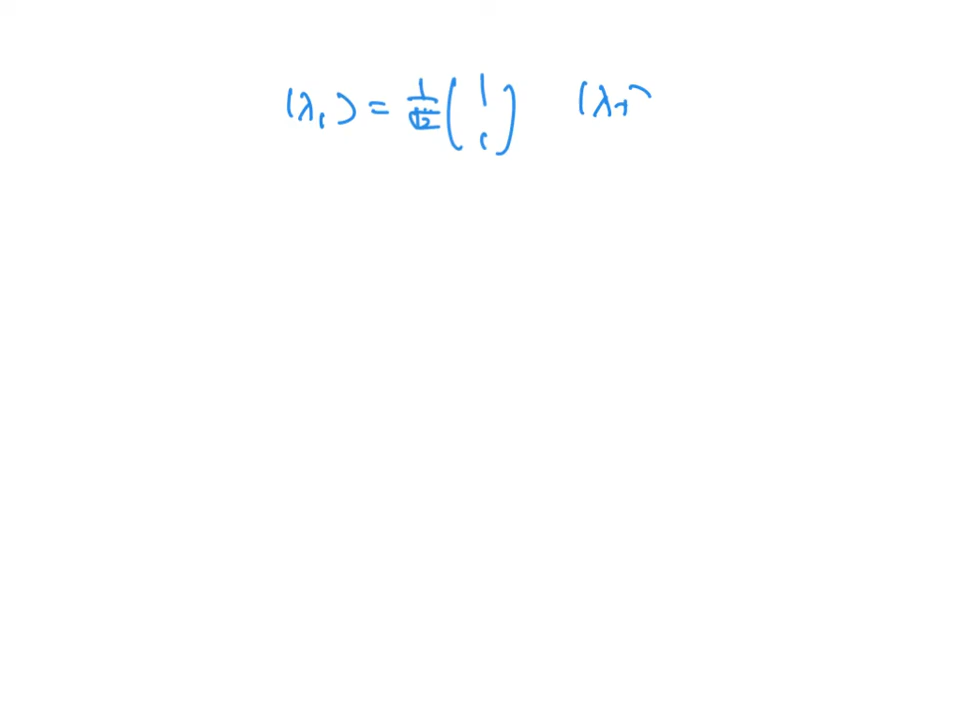 |λ₁⟩ = 1/√2 ( 1 1 ) |λ